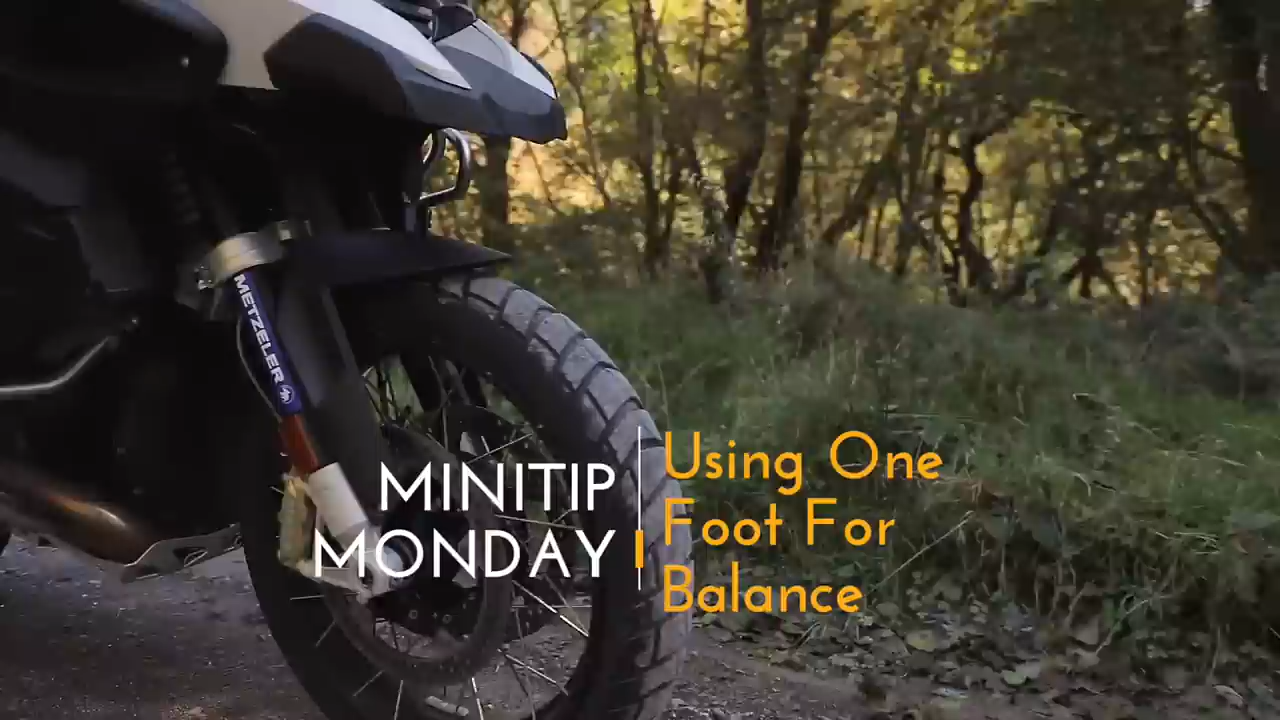 METZELER
MINITIP
MONDAY
Using One
Foot For
Balance